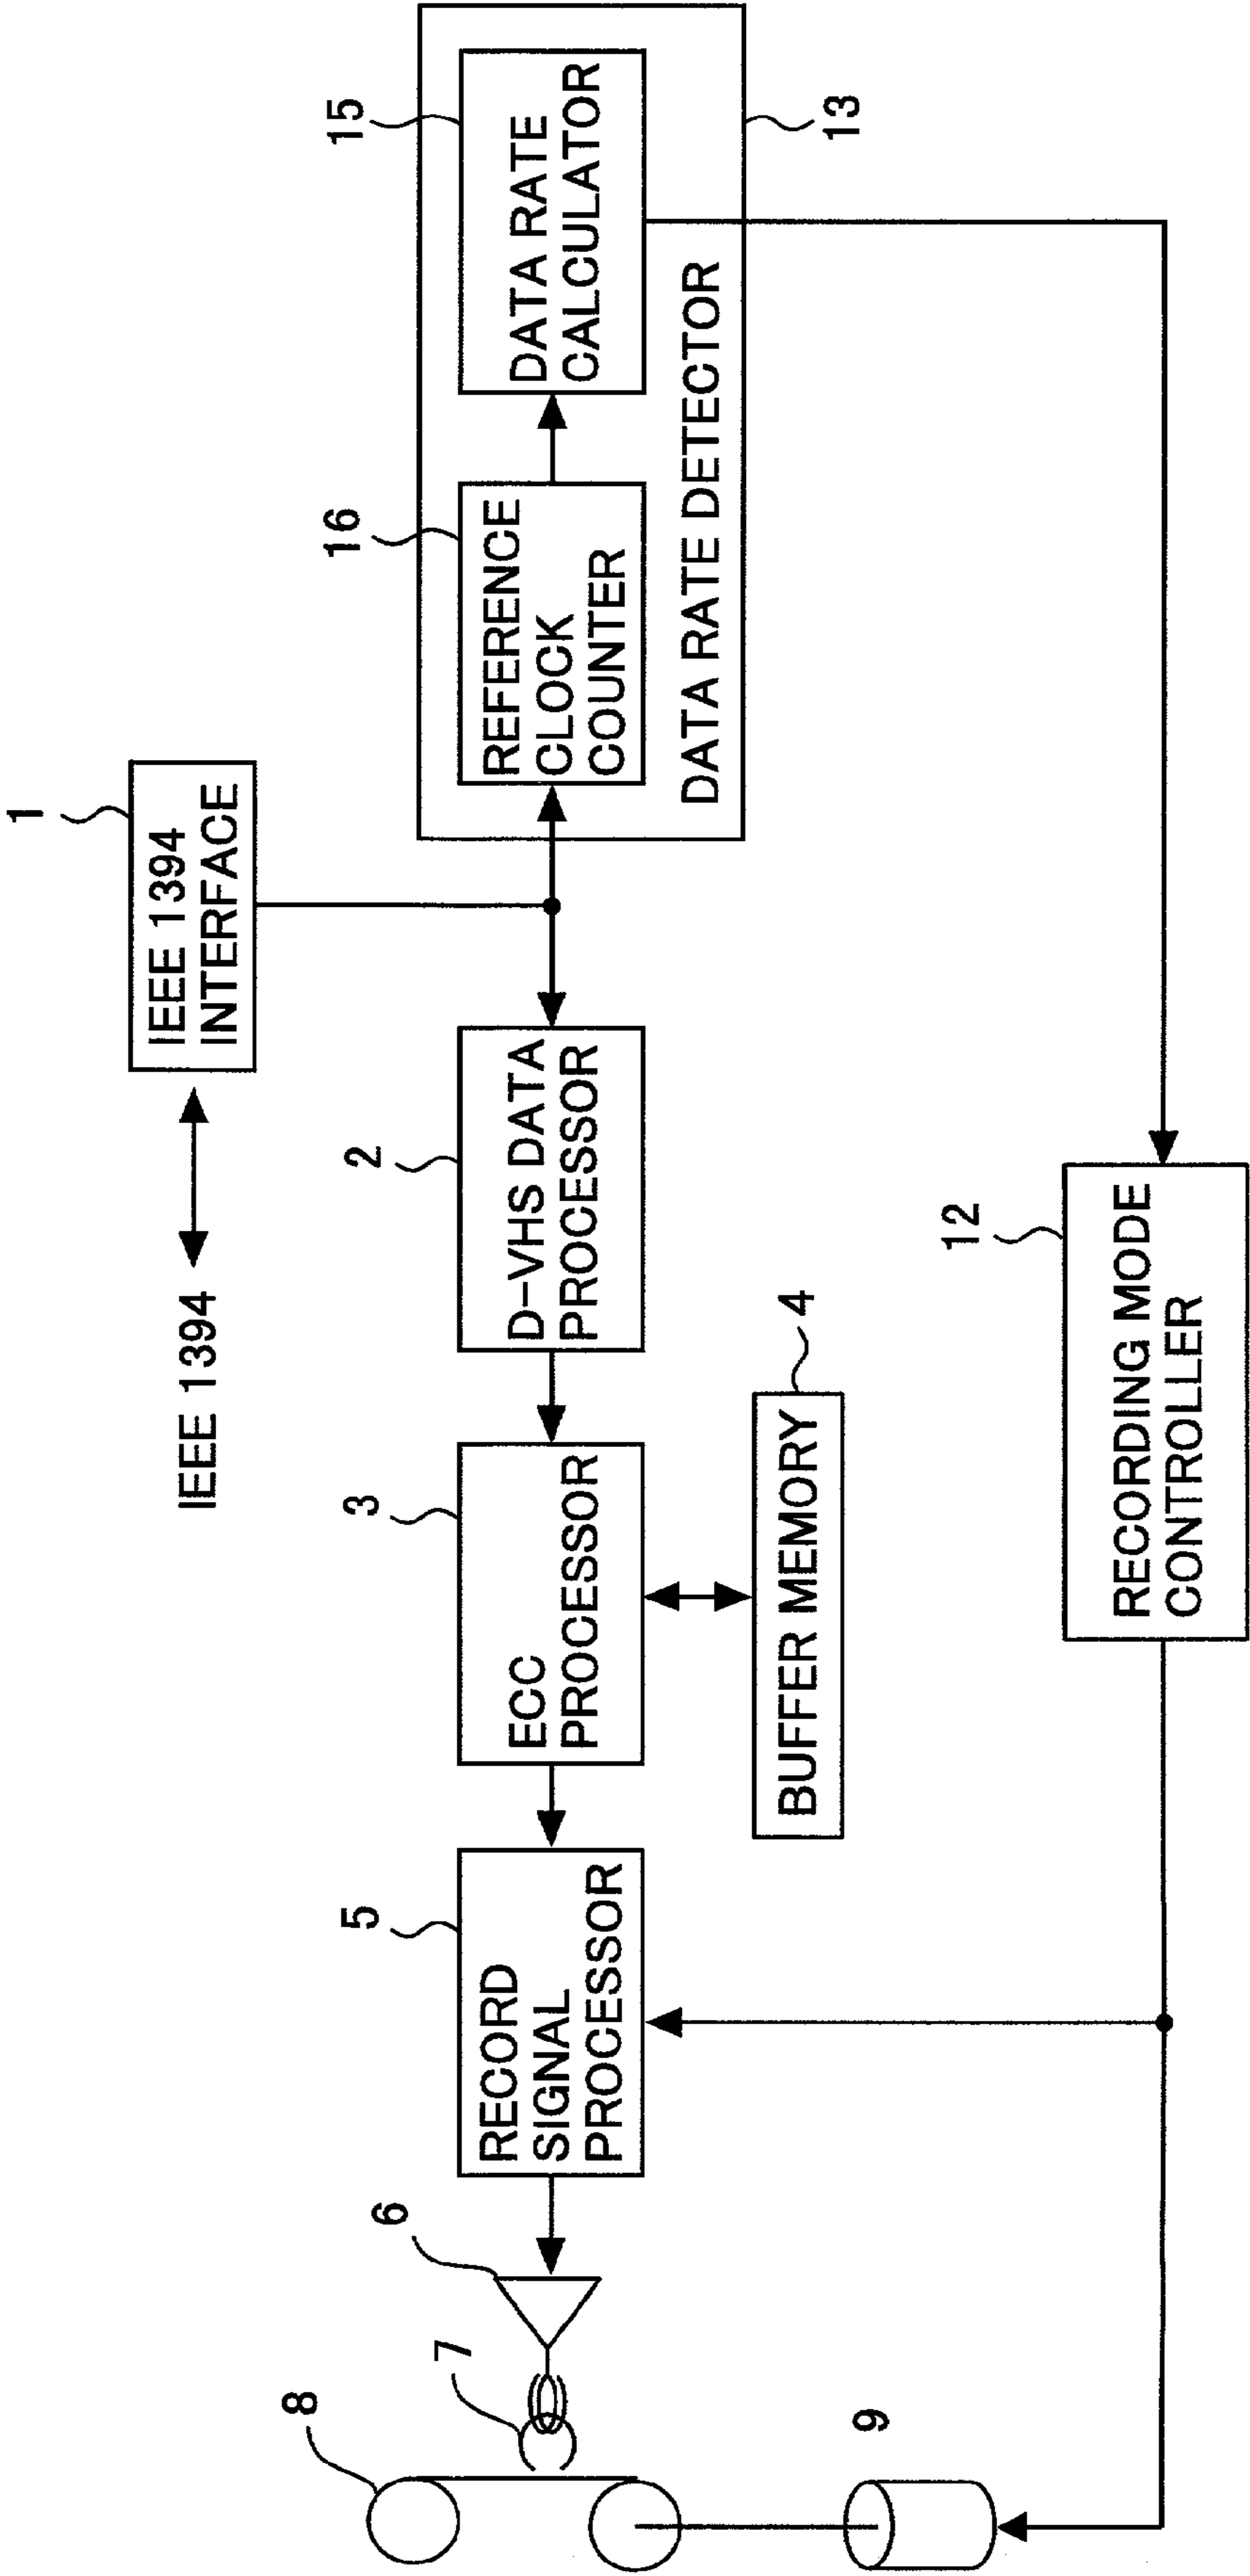 1
IEEE 1394
INTERFACE
IEEE 1394
8
7
6
5
RECORD
SIGNAL
PROCESSOR
3
ECC
PROCESSOR
2
D-VHS DATA
PROCESSOR
16
REFERENCE
CLOCK
COUNTER
15
DATA RATE
CALCULATOR
DATA RATE DETECTOR
13
4
BUFFER MEMORY
9
12
RECORDING MODE
CONTROLLER